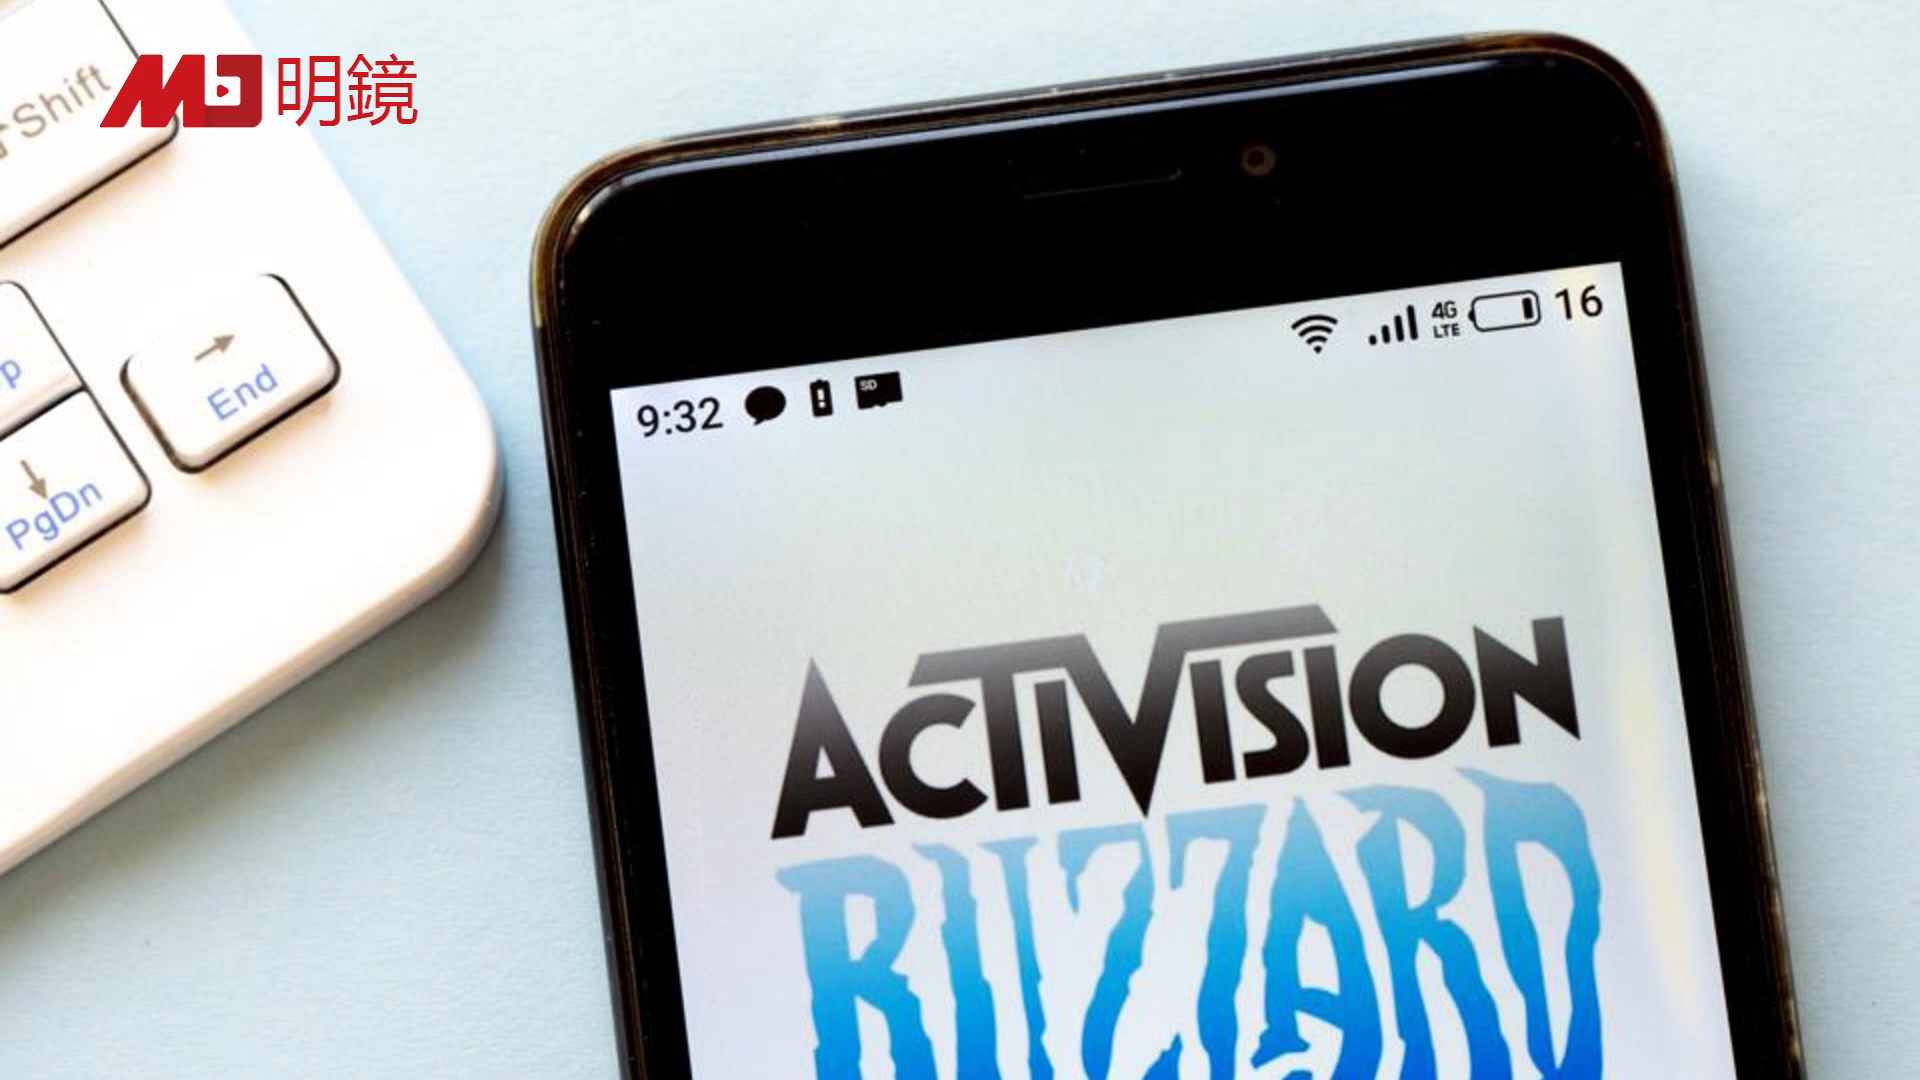 明鏡
Shift
End
PgDn
9:32
SD
4G
LTE
16
ACTIVISION
BLIZZARD